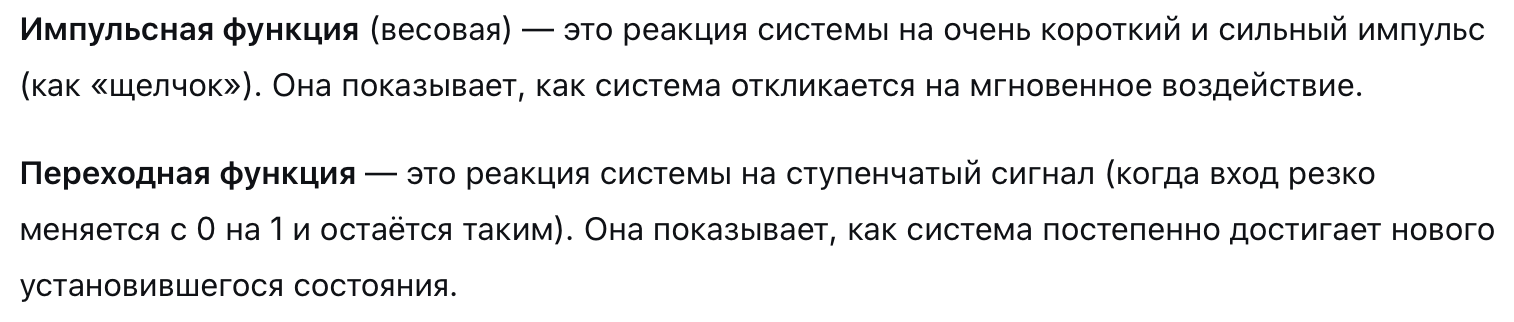 Импульсная функция (весовая) — это реакция системы на очень короткий и сильный импульс
(как «щелчок»). Она показывает, как система откликается на мгновенное воздействие.
Переходная функция — это реакция системы на ступенчатый сигнал (когда вход резко
меняется с 0 на 1 и остаётся таким). Она показывает, как система постепенно достигает нового
установившегося состояния.